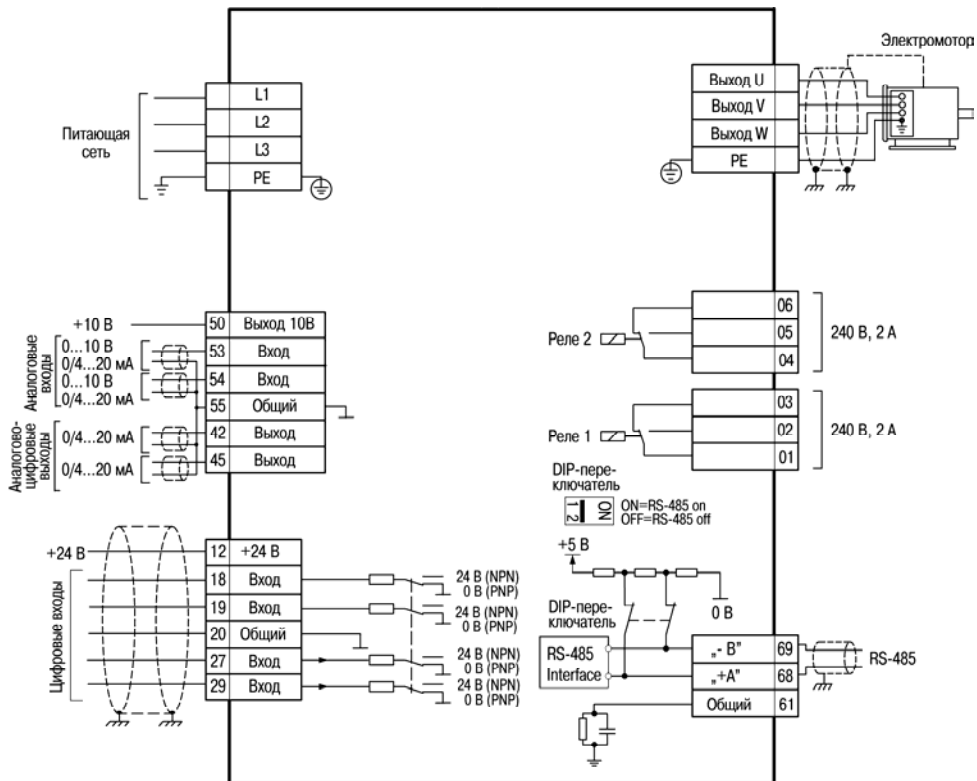 Электромотор
Питающая
сеть
L1
L2
L3
PE
Выход U
Выход V
Выход W
PE
+10 В
50 Выход 10В
Аналоговые
входы
0...10 В
0/4...20 мА
53 Вход
0...10 В
0/4...20 мА
54 Вход
55 Общий
Аналогово-
цифровые
выходы
0/4...20 мА
42 Выход
0/4...20 мА
45 Выход
Реле 2
06
05
04
240 В, 2 А
Реле 1
03
02
01
240 В, 2 А
DIP-пере-
ключатель
1 2
ON
ON=RS-485 on
OFF=RS-485 off
+24 В
12 +24 В
Цифровые входы
18 Вход
24 В (NPN)
0 В (PNP)
19 Вход
24 В (NPN)
0 В (PNP)
20 Общий
27 Вход
24 В (NPN)
0 В (PNP)
29 Вход
24 В (NPN)
0 В (PNP)
+5 В
0 В
DIP-пере-
ключатель
RS-485
Interface
„- B” 69
„+A” 68
Общий 61
RS-485